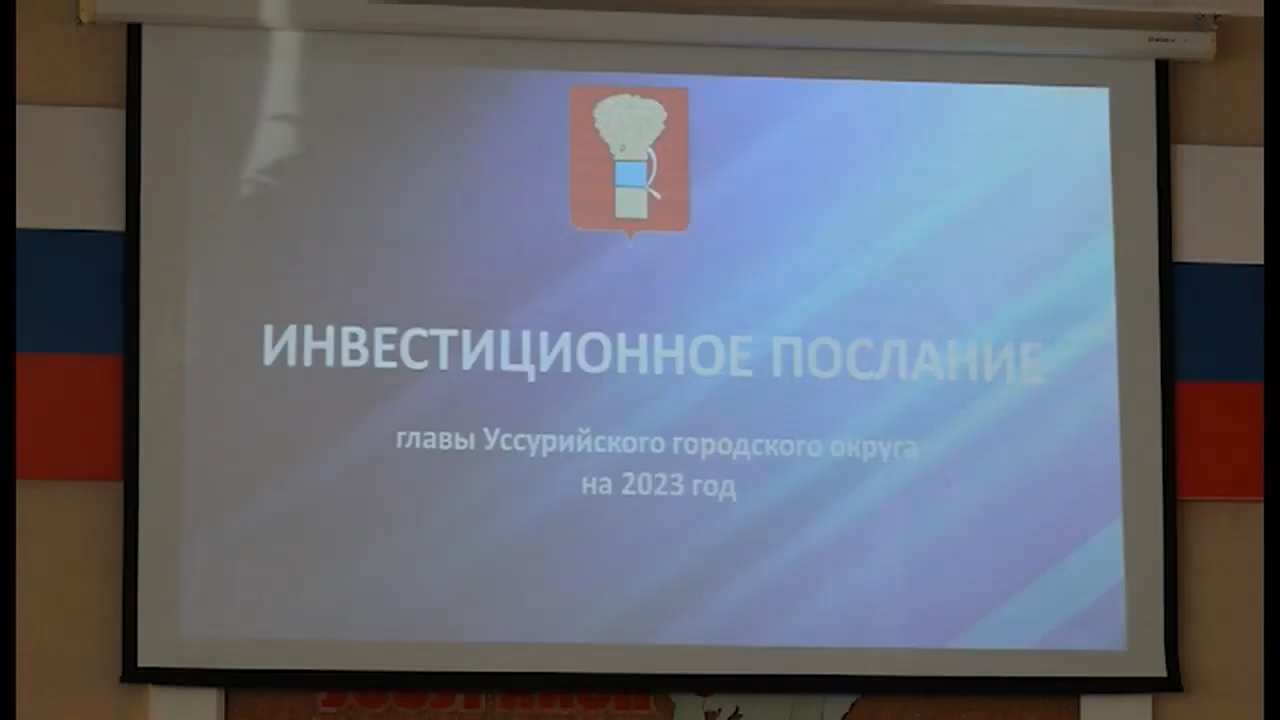 ИНВЕСТИЦИОННОЕ ПОСЛАНИЕ
главы Уссурийского городского округа
на 2023 год